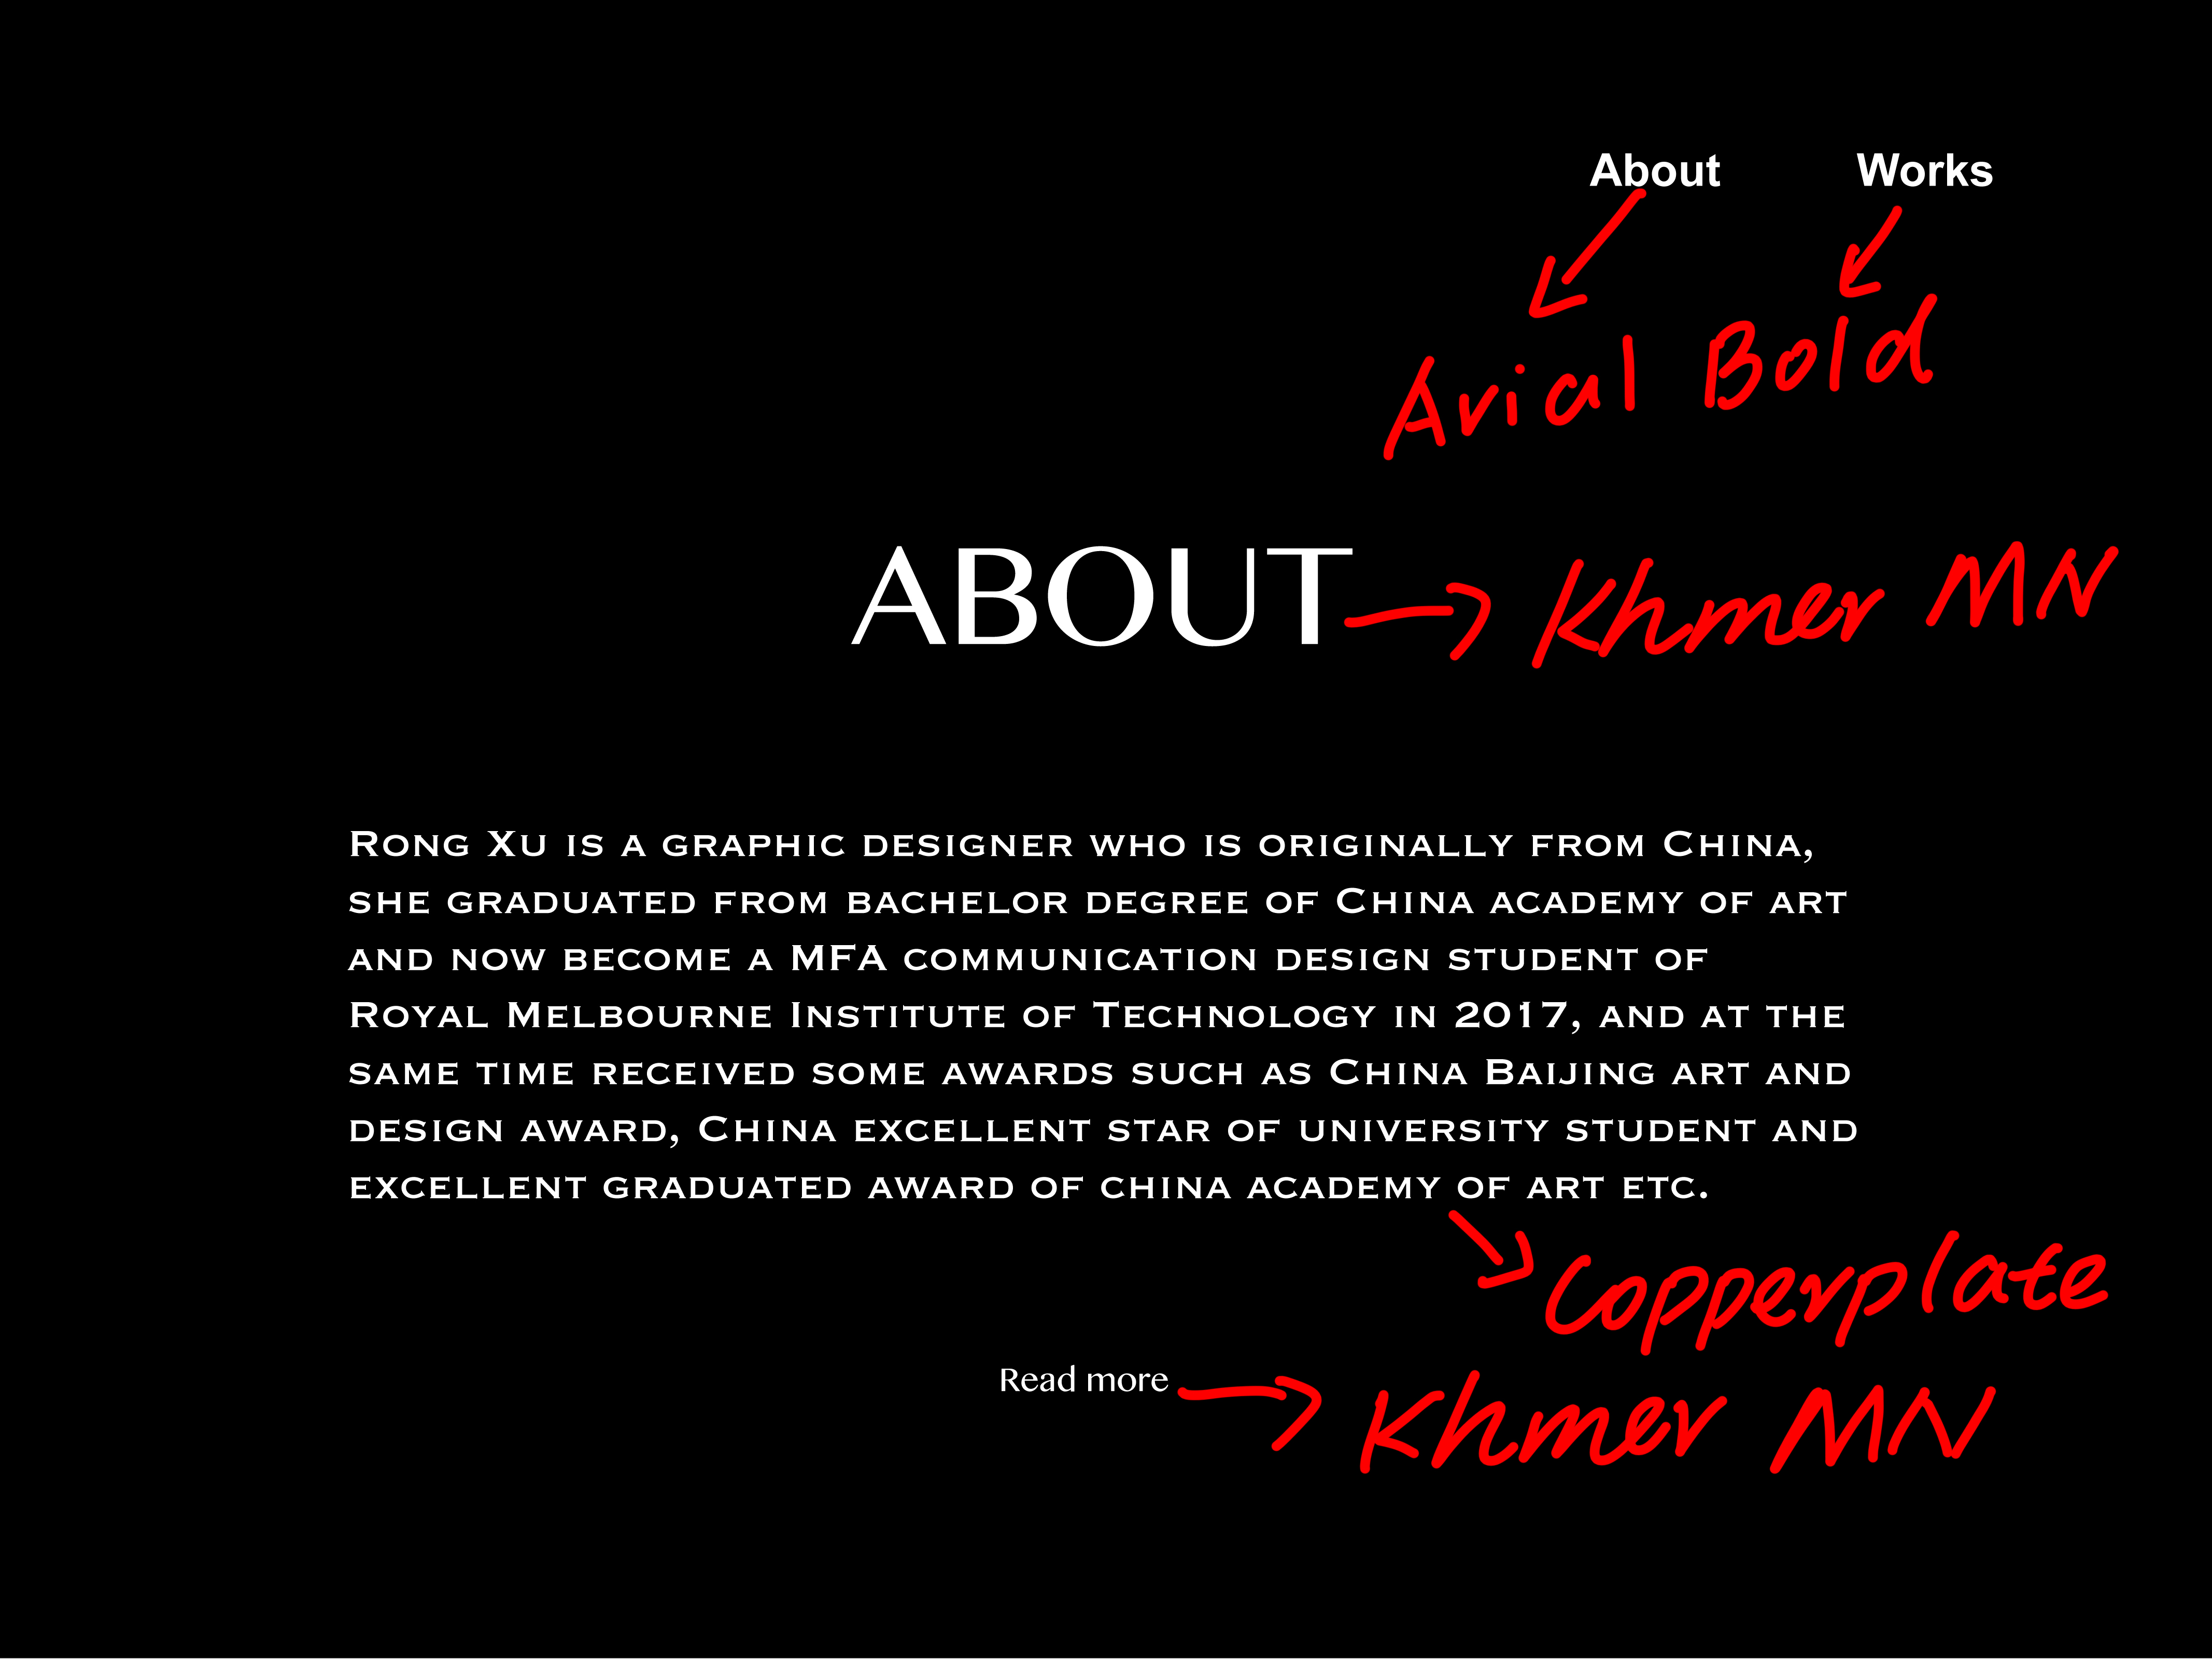 About Works
Arial Bold
ABOUT
Khmer MN
Rong Xu is a graphic designer who is originally from China,
she graduated from bachelor degree of China academy of art
and now become a MFA communication design student of
Royal Melbourne Institute of Technology in 2017, and at the
same time received some awards such as China Baijing art and
design award, China excellent star of university student and
excellent graduated award of china academy of art etc.
Copperplate
Read more
Khmer MN